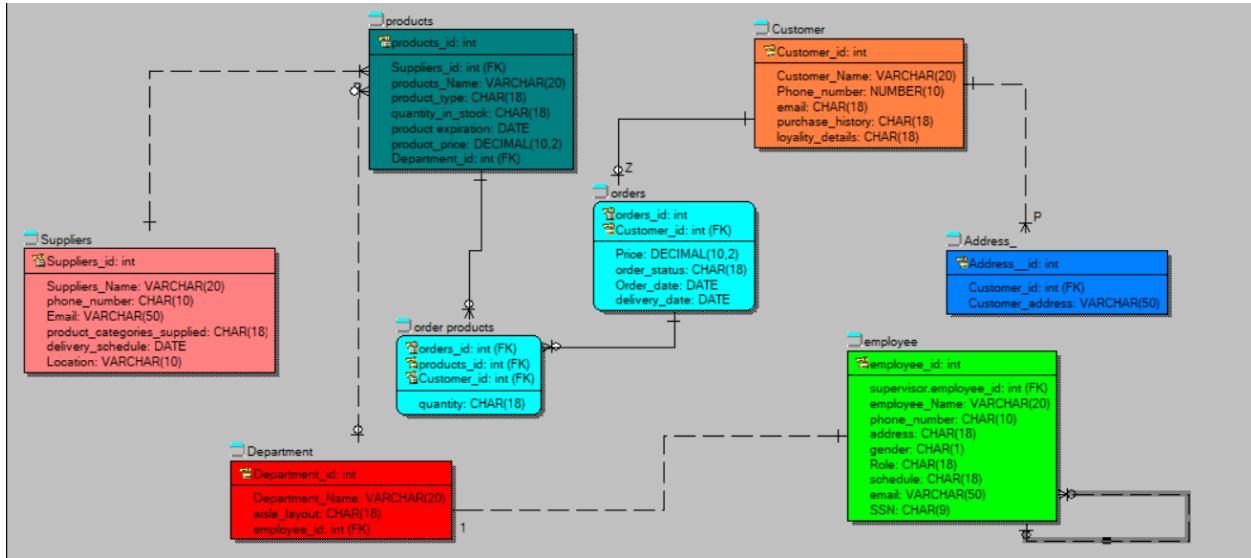 products
products_id: int
Suppliers_id: int (FK)
products_Name: VARCHAR(20)
product_type: CHAR(18)
quantity_in_stock: CHAR(18)
product expiration: DATE
product_price: DECIMAL(10,2)
Department_id: int (FK)
Customer
Customer_id: int
Customer_Name: VARCHAR(20)
Phone_number: NUMBER(10)
email: CHAR(18)
purchase_history: CHAR(18)
loyality_details: CHAR(18)
Z
orders
orders_id: int
Customer_id: int (FK)
Price: DECIMAL(10,2)
order_status: CHAR(18)
Order_date: DATE
delivery_date: DATE
P
Suppliers
Suppliers_id: int
Suppliers_Name: VARCHAR(20)
phone_number: CHAR(10)
Email: VARCHAR(50)
product_categories_supplied: CHAR(18)
delivery_schedule: DATE
Location: VARCHAR(10)
Address_
Address__id: int
Customer_id: int (FK)
Customer_address: VARCHAR(50)
order products
orders_id: int (FK)
products_id: int (FK)
Customer_id: int (FK)
quantity: CHAR(18)
employee
employee_id: int
supervisor.employee_id: int (FK)
employee_Name: VARCHAR(20)
phone_number: CHAR(10)
address: CHAR(18)
gender: CHAR(1)
Role: CHAR(18)
schedule: CHAR(18)
email: VARCHAR(50)
SSN: CHAR(9)
Department
Department_id: int
Department_Name: VARCHAR(20)
aisle_layout: CHAR(18)
employee_id: int (FK)
1